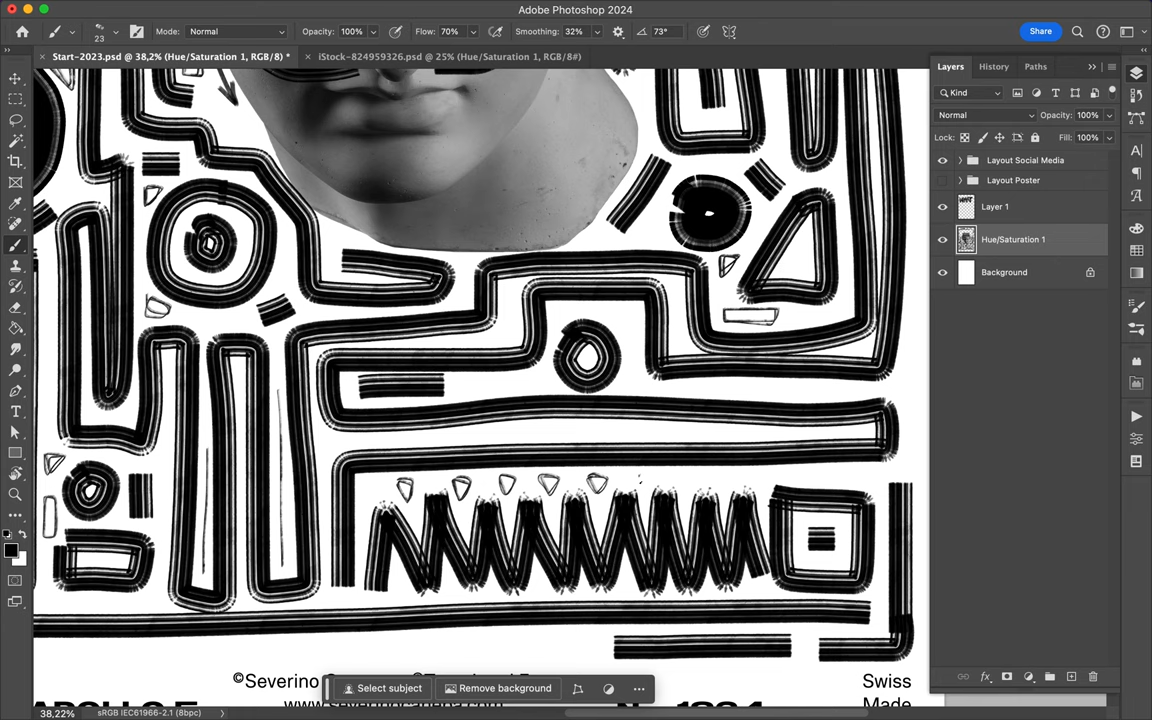 Adobe Photoshop 2024
23
Mode: Normal
Opacity: 100%
Flow: 70%
Smoothing: 32%
73°
Share
× Start-2023.psd @ 38,2% (Hue/Saturation 1, RGB/8) *
× iStock-824959326.psd @ 25% (Layer 1, RGB/8#)
Layers
History
Paths
Kind
Normal
Opacity: 100%
Lock:
Fill: 100%
Layout Social Media
Layout Poster
Layer 1
Hue/Saturation 1
Background
©Severino
Swiss
Made
Select subject
Remove background
38,22%
sRGB IEC61966-2.1 (8bpc)